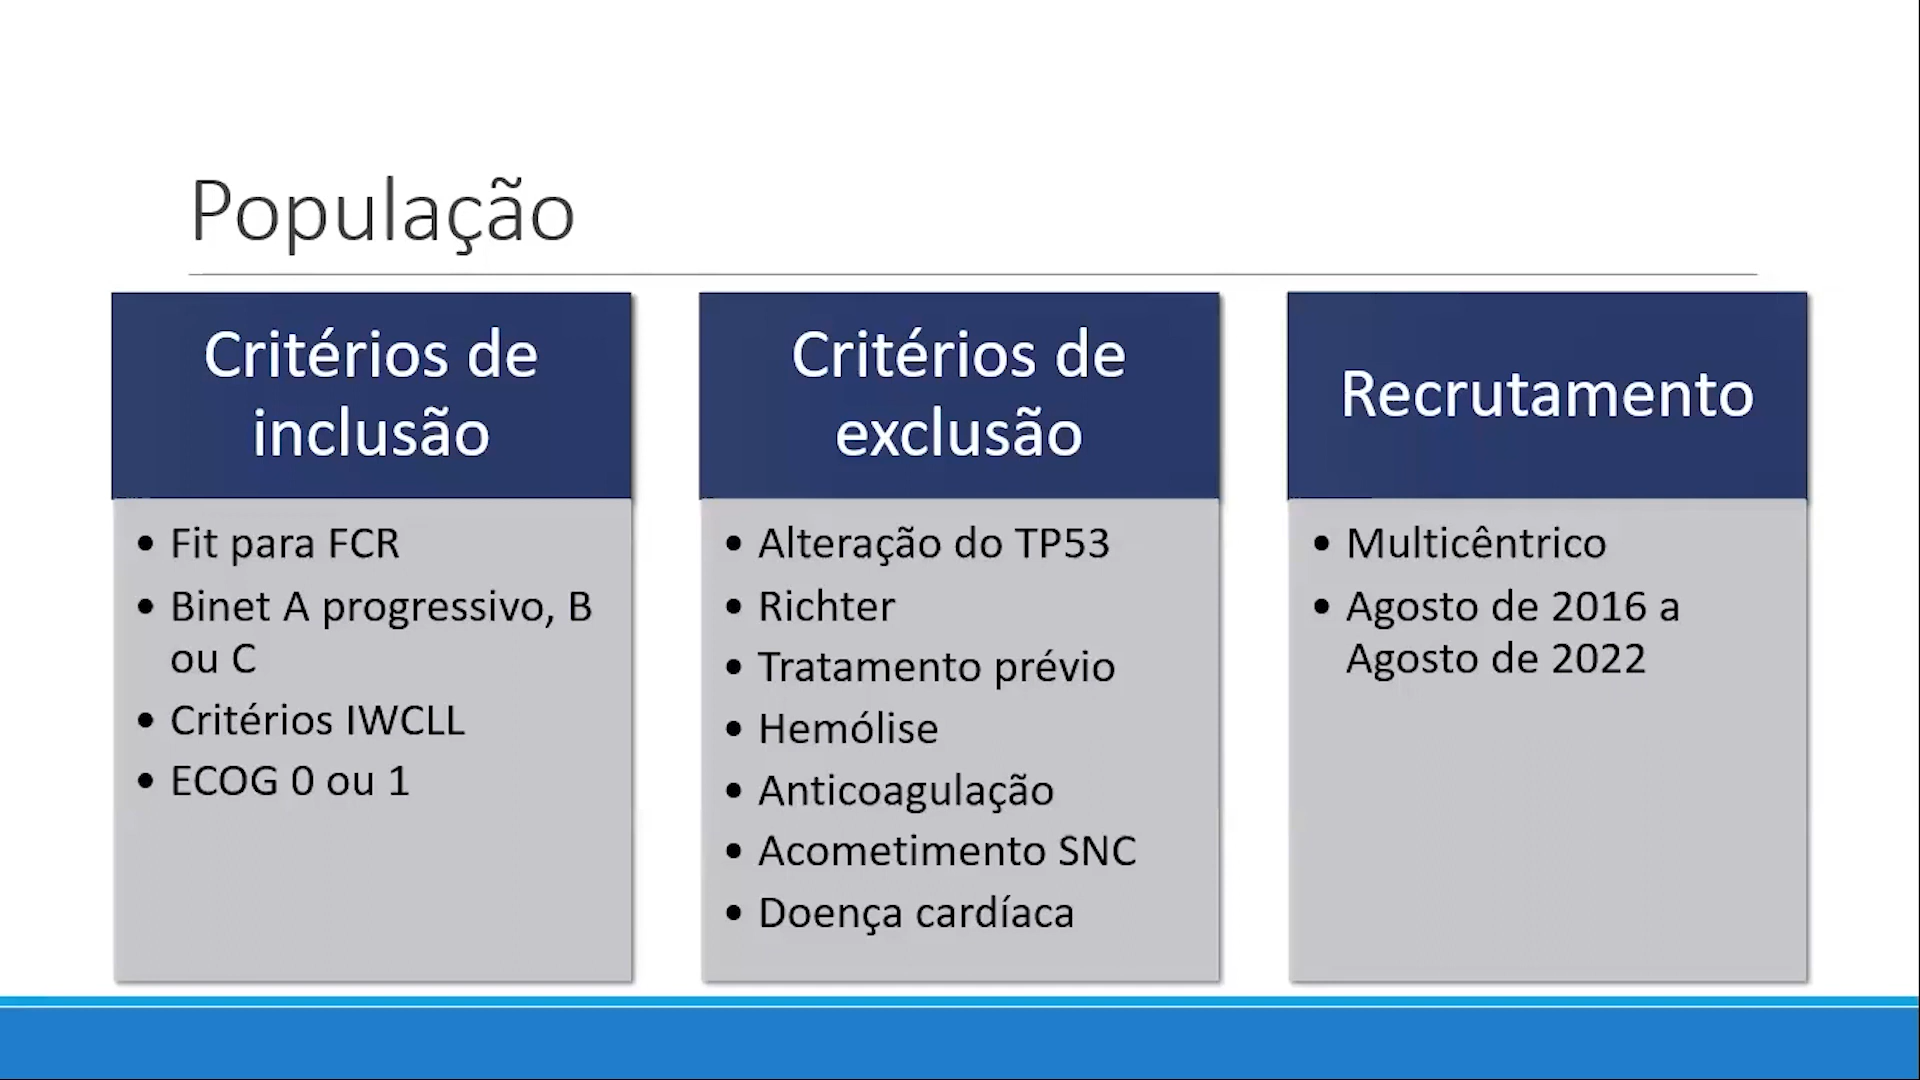 População
Critérios de
inclusão
• Fit para FCR
• Binet A progressivo, B
ou C
• Critérios IWCLL
• ECOG 0 ou 1
Critérios de
exclusão
• Alteração do TP53
• Richter
• Tratamento prévio
• Hemólise
• Anticoagulação
• Acometimento SNC
• Doença cardíaca
Recrutamento
• Multicêntrico
• Agosto de 2016 a
Agosto de 2022